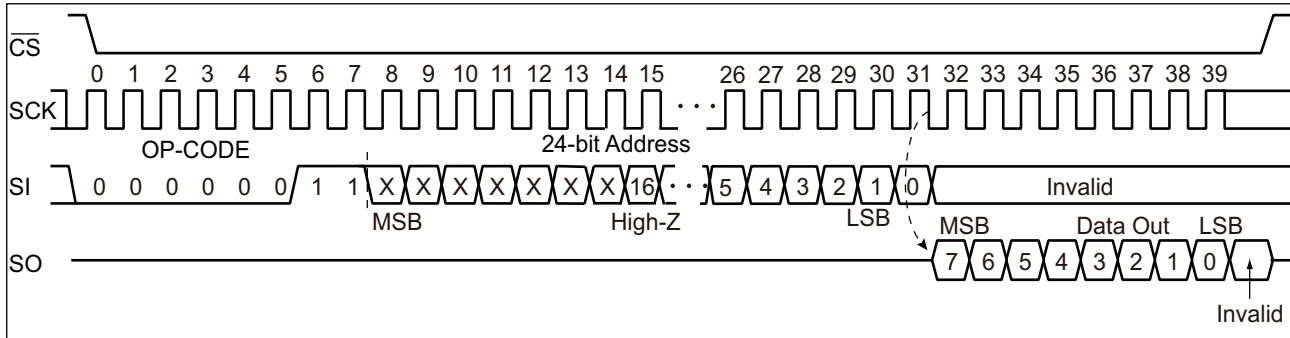 CS
0 1 2 3 4 5 6 7 8 9 10 11 12 13 14 15 26 27 28 29 30 31 32 33 34 35 36 37 38 39
SCK ···
OP-CODE 24-bit Address
SI 0 0 0 0 0 0 1 1 X X X X X X X 16 ··· 5 4 3 2 1 0 Invalid
MSB High-Z LSB MSB Data Out LSB
SO 7 6 5 4 3 2 1 0
Invalid